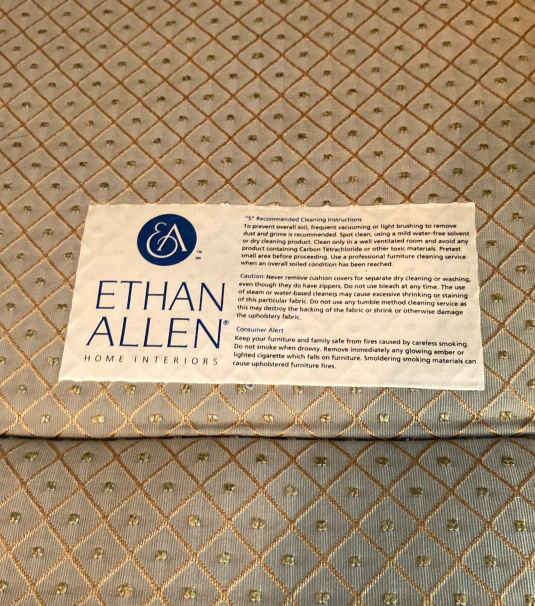 EA
™
℠
ETHAN
ALLEN®
HOME INTERIORS
"S" Recommended Cleaning Instructions
To prevent overall soil, frequent vacuuming or light brushing to remove
dust and grime is recommended. Spot clean, using a mild water-free solvent
or dry cleaning product. Clean only in a well ventilated room and avoid any
product containing Carbon Tetrachloride or other toxic materials. Pretest
small area before proceeding. Use a professional furniture cleaning service
when an overall soiled condition has been reached.
Caution: Never remove cushion covers for separate dry cleaning or washing,
even though they do have zippers. Do not use bleach at any time. The use
of steam or water-based cleaners may cause excessive shrinking or staining
of this particular fabric. Do not use any tumble method cleaning service as
this may destroy the backing of the fabric or shrink or otherwise damage
the upholstery fabric.
Consumer Alert
Keep your furniture and family safe from fires caused by careless smoking.
Do not smoke when drowsy. Remove immediately any glowing amber or
lighted cigarette which falls on furniture. Smoldering smoking materials can
cause upholstered furniture fires.